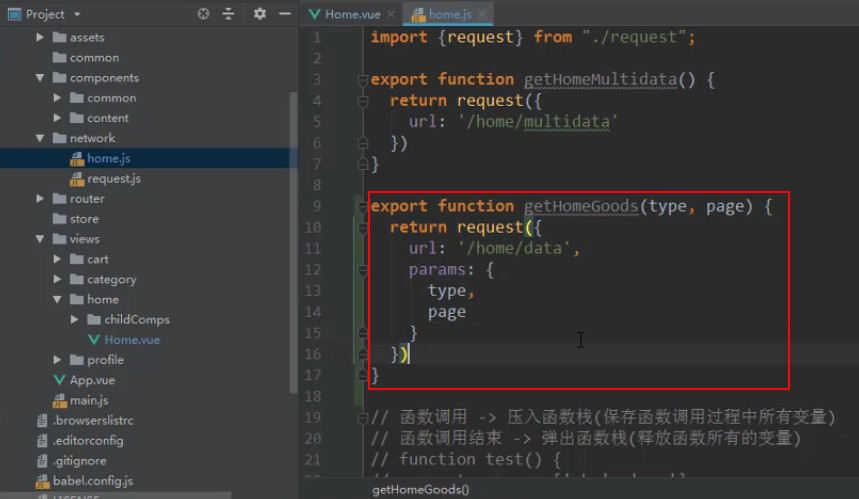 Project
Home.vue
home.js
assets
common
components
common
content
network
home.js
request.js
router
store
views
cart
category
home
childComps
Home.vue
profile
App.vue
main.js
.browserslistrc
.editorconfig
.gitignore
babel.config.js
1 import {request} from "./request";
2
3 export function getHomeMultidata() {
4 return request({
5 url: '/home/multidata'
6 })
7 }
8
9 export function getHomeGoods(type, page) {
10 return request({
11 url: '/home/data',
12 params: {
13 type,
14 page
15 }
16 })
17 }
18
19 // 函数调用 -> 压入函数栈(保存函数调用过程中所有变量)
20 // 函数调用结束 -> 弹出函数栈(释放函数所有的变量)
21 // function test() {
getHomeGoods()